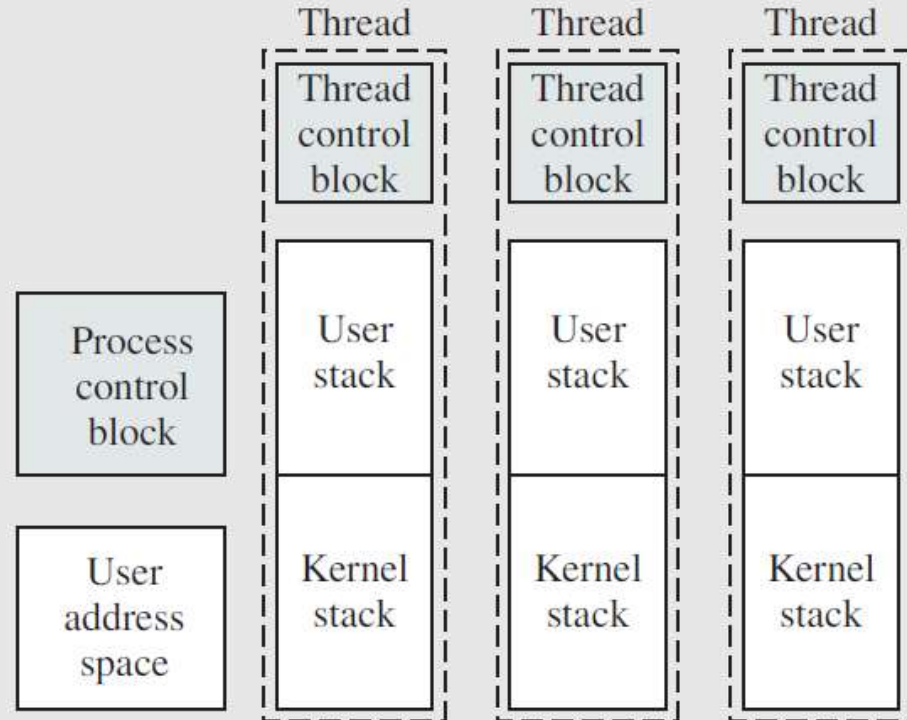 Thread Thread Thread
Thread Thread Thread
control control control
block block block
User User User
stack stack stack
Process
control
block
Kernel Kernel Kernel
stack stack stack
User
address
space